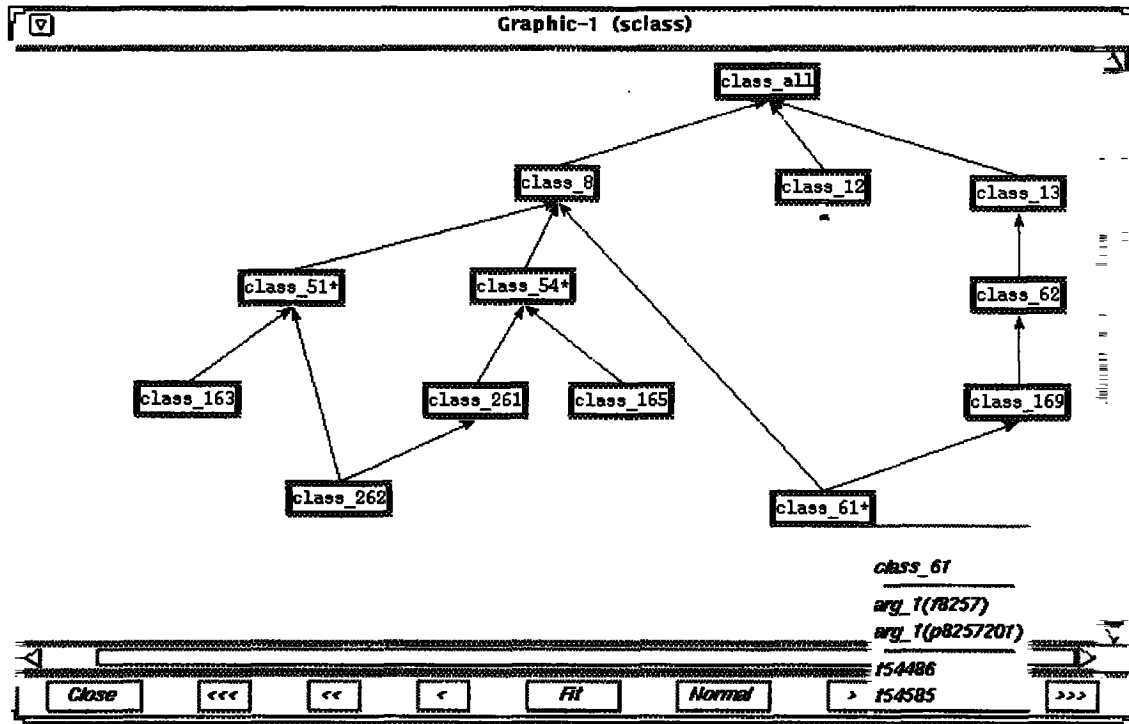 Graphic-1 (sclass)
class_all
class_8
class_12
class_13
class_51*
class_54*
class_62
class_163
class_261
class_165
class_169
class_262
class_61*
class_61
arg_1(f8257)
arg_1(p8257201)
f54486
f54585
Close
<<<
<<
<
Fit
Normal
>
>>>